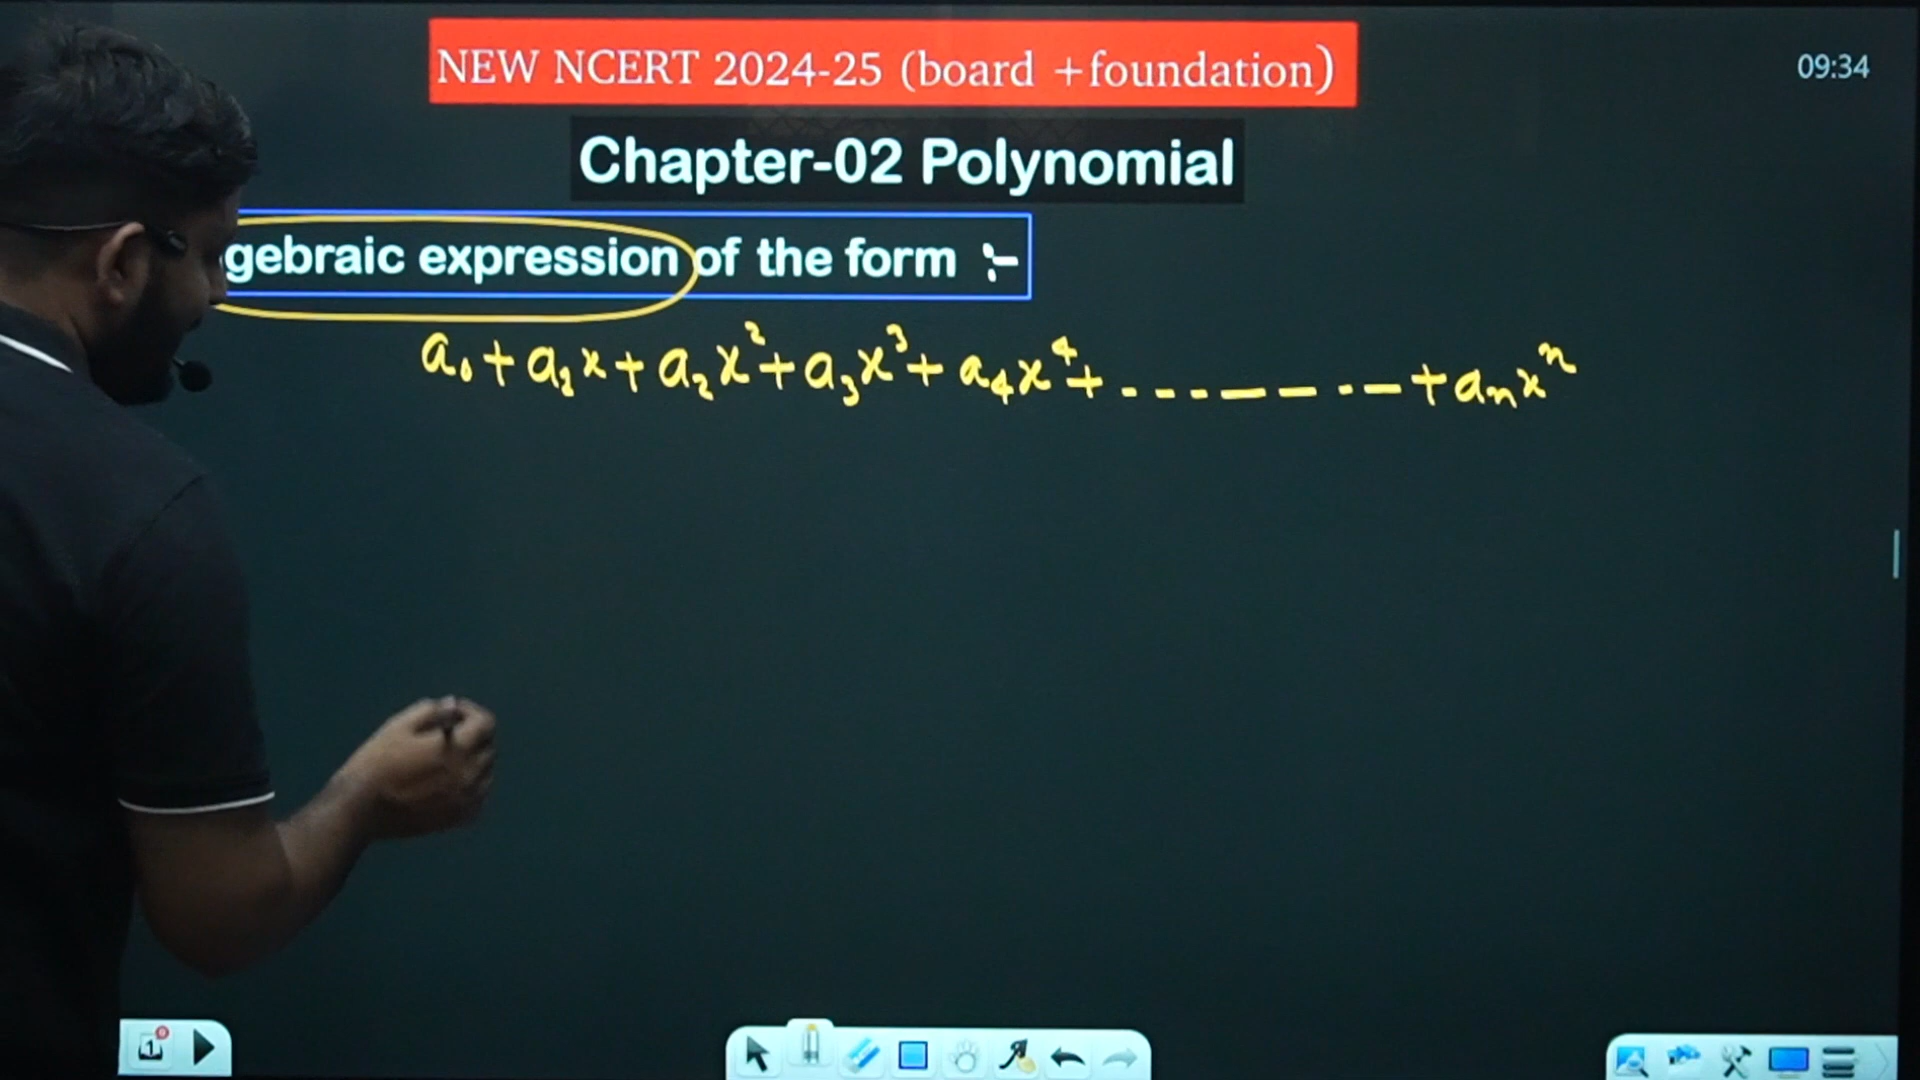 NEW NCERT 2024-25 (board +foundation)
09:34
Chapter-02 Polynomial
gebraic expression of the form :-
a₀ + a₁x + a₂x² + a₃x³ + a₄x⁴ + - - - - - - - - + aₙxⁿ
1